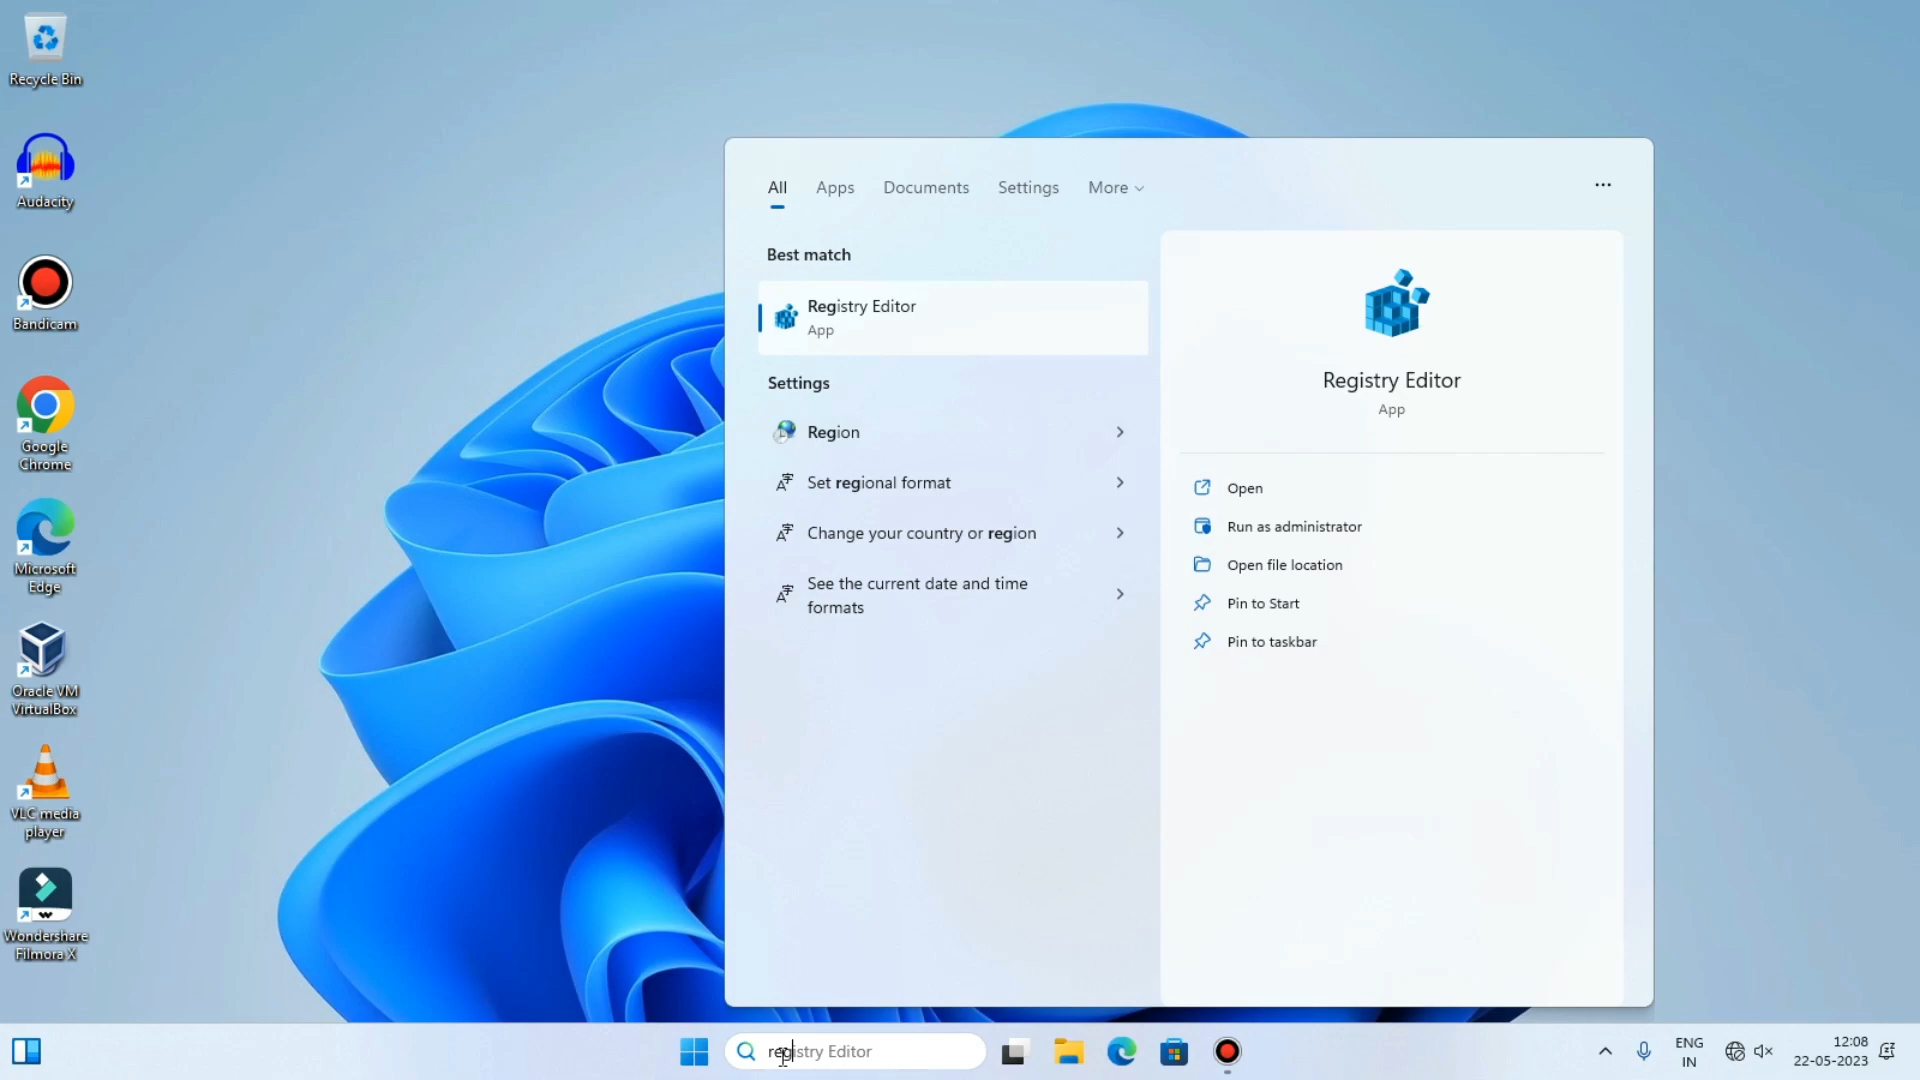 Recycle Bin
Audacity
Bandicam
Google
Chrome
Microsoft
Edge
Oracle VM
VirtualBox
VLC media
player
Wondershare
Filmora X
All Apps Documents Settings More
Best match
Registry Editor
App
Settings
Region
Set regional format
Change your country or region
See the current date and time
formats
Registry Editor
App
Open
Run as administrator
Open file location
Pin to Start
Pin to taskbar
registry Editor
ENG
IN
12:08
22-05-2023